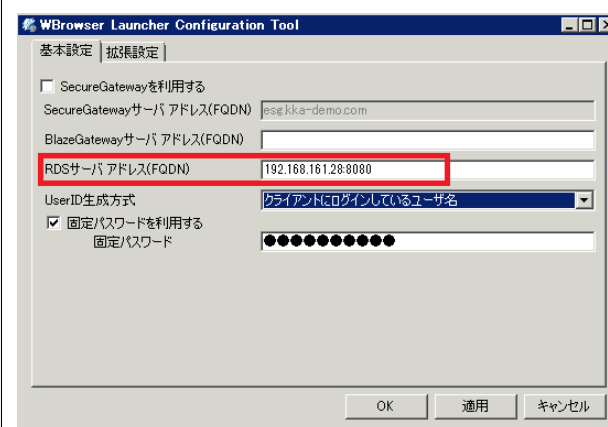 WBrowser Launcher Configuration Tool
基本設定 拡張設定
SecureGatewayを利用する
SecureGatewayサーバ アドレス(FQDN) esg.kka-demo.com
BlazeGatewayサーバ アドレス(FQDN)
RDSサーバ アドレス(FQDN) 192.168.161.28:8080
UserID生成方式 クライアントにログインしているユーザ名
固定パスワードを利用する
固定パスワード ●●●●●●●●●●
OK 適用 キャンセル